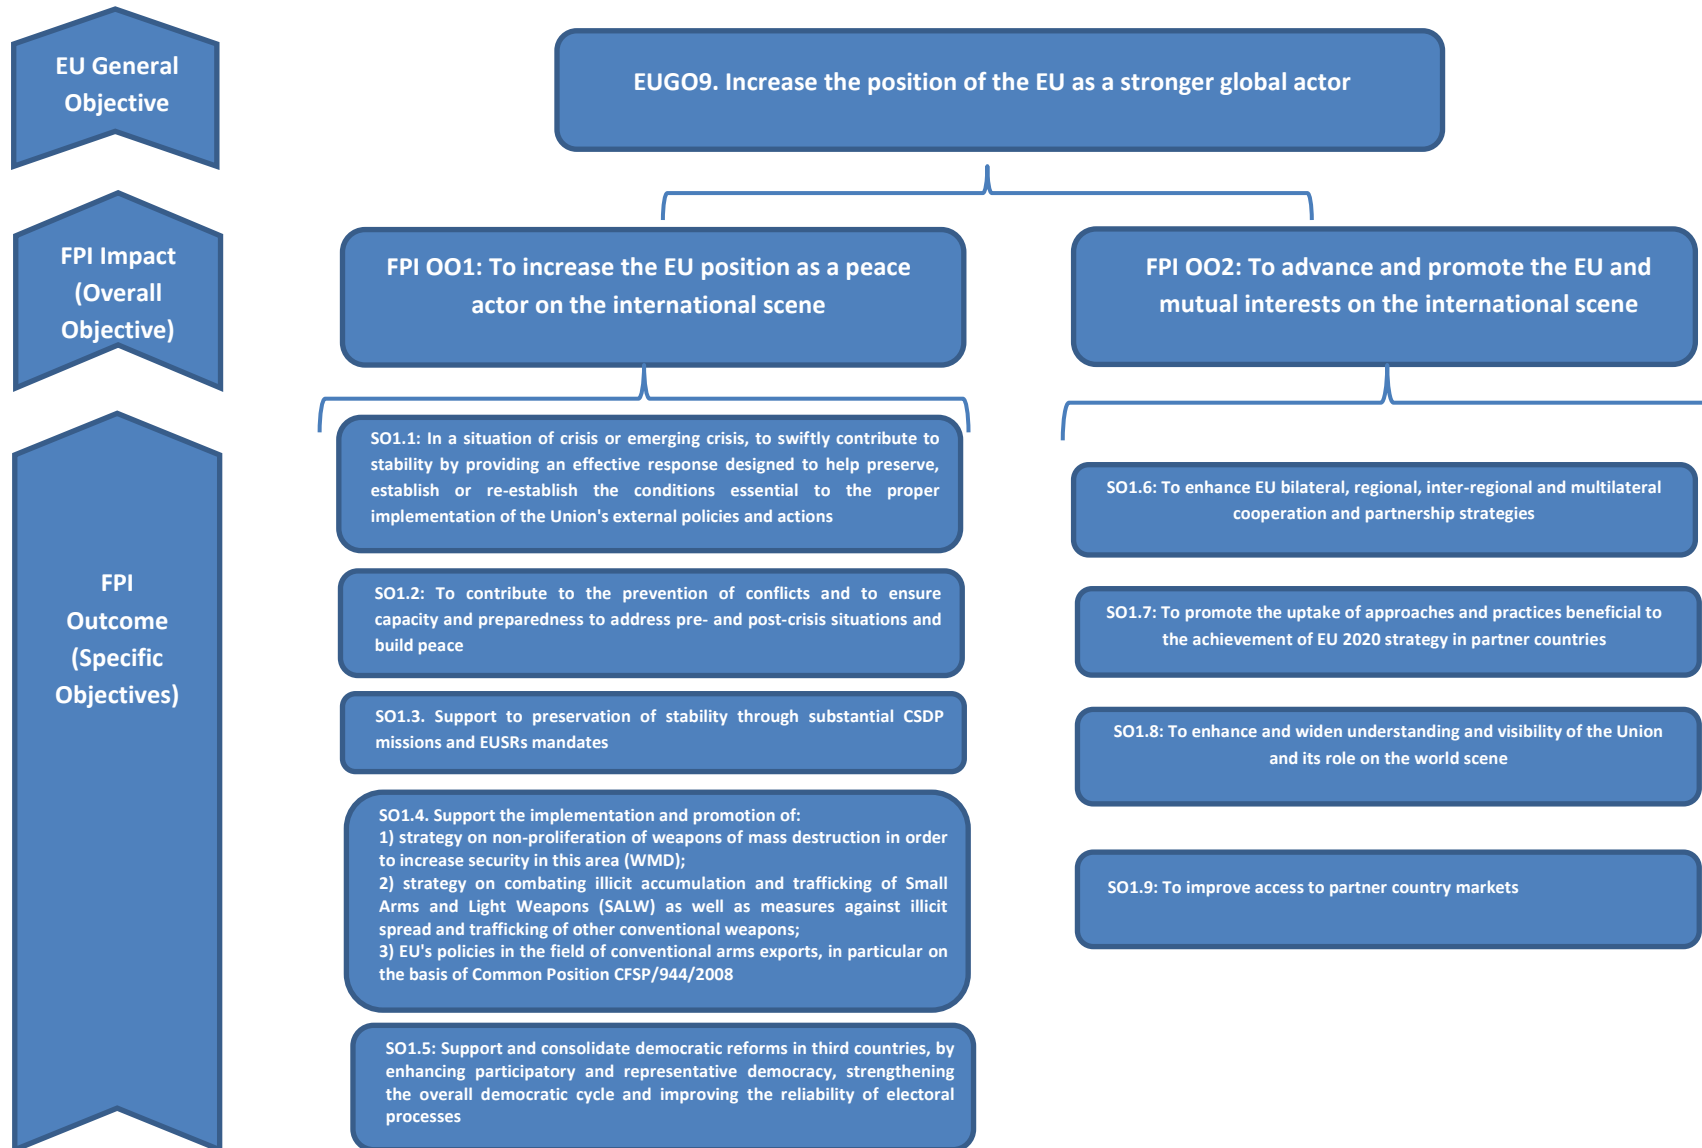 EU General
Objective
EUGO9. Increase the position of the EU as a stronger global actor
FPI Impact
(Overall
Objective)
FPI OO1: To increase the EU position as a peace
actor on the international scene
FPI OO2: To advance and promote the EU and
mutual interests on the international scene
FPI
Outcome
(Specific
Objectives)
SO1.1: In a situation of crisis or emerging crisis, to swiftly contribute to
stability by providing an effective response designed to help preserve,
establish or re-establish the conditions essential to the proper
implementation of the Union's external policies and actions
SO1.2: To contribute to the prevention of conflicts and to ensure
capacity and preparedness to address pre- and post-crisis situations and
build peace
SO1.3. Support to preservation of stability through substantial CSDP
missions and EUSRs mandates
SO1.4. Support the implementation and promotion of:
1) strategy on non-proliferation of weapons of mass destruction in order
to increase security in this area (WMD);
2) strategy on combating illicit accumulation and trafficking of Small
Arms and Light Weapons (SALW) as well as measures against illicit
spread and trafficking of other conventional weapons;
3) EU's policies in the field of conventional arms exports, in particular on
the basis of Common Position CFSP/944/2008
SO1.5: Support and consolidate democratic reforms in third countries, by
enhancing participatory and representative democracy, strengthening
the overall democratic cycle and improving the reliability of electoral
processes
SO1.6: To enhance EU bilateral, regional, inter-regional and multilateral
cooperation and partnership strategies
SO1.7: To promote the uptake of approaches and practices beneficial to
the achievement of EU 2020 strategy in partner countries
SO1.8: To enhance and widen understanding and visibility of the Union
and its role on the world scene
SO1.9: To improve access to partner country markets